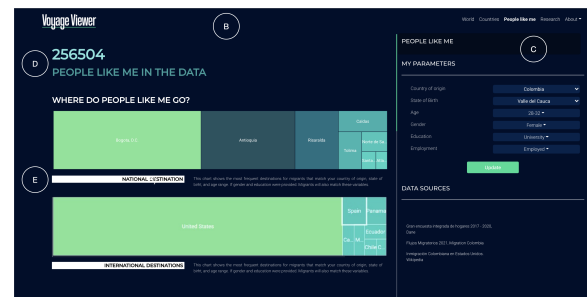 Voyage Viewer
World Countries People like me Research About
B
C
D
E
256504
PEOPLE LIKE ME IN THE DATA
WHERE DO PEOPLE LIKE ME GO?
Bogotá, D.C.
Antioquia
Risaralda
Caldas
Tolima
NATIONAL DESTINATION
This chart shows the most frequent destinations for migrants that match your country of origin, state of
birth, and age range. If gender and education were provided, Migrants will also match these variables
United States
Spain
Panama
Ecuador
Ca...
M...
Chile
C...
INTERNATIONAL DESTINATIONS
This chart shows the most frequent destinations for migrants that match your country of origin, state of
birth, and age range. If gender and education were provided, Migrants will also match these variables
PEOPLE LIKE ME
MY PARAMETERS
Country of origin Colombia
State of Birth Valle del Cauca
Age 28-32
Gender Female
Education University
Employment Employed
Update
DATA SOURCES
Gran encuesta integrada de hogares 2017 - 2020,
Dane
Flujos Migratorios 2021, Migracion Colombia
Inmigración Colombiana en Estados Unidos.
Wikipedia